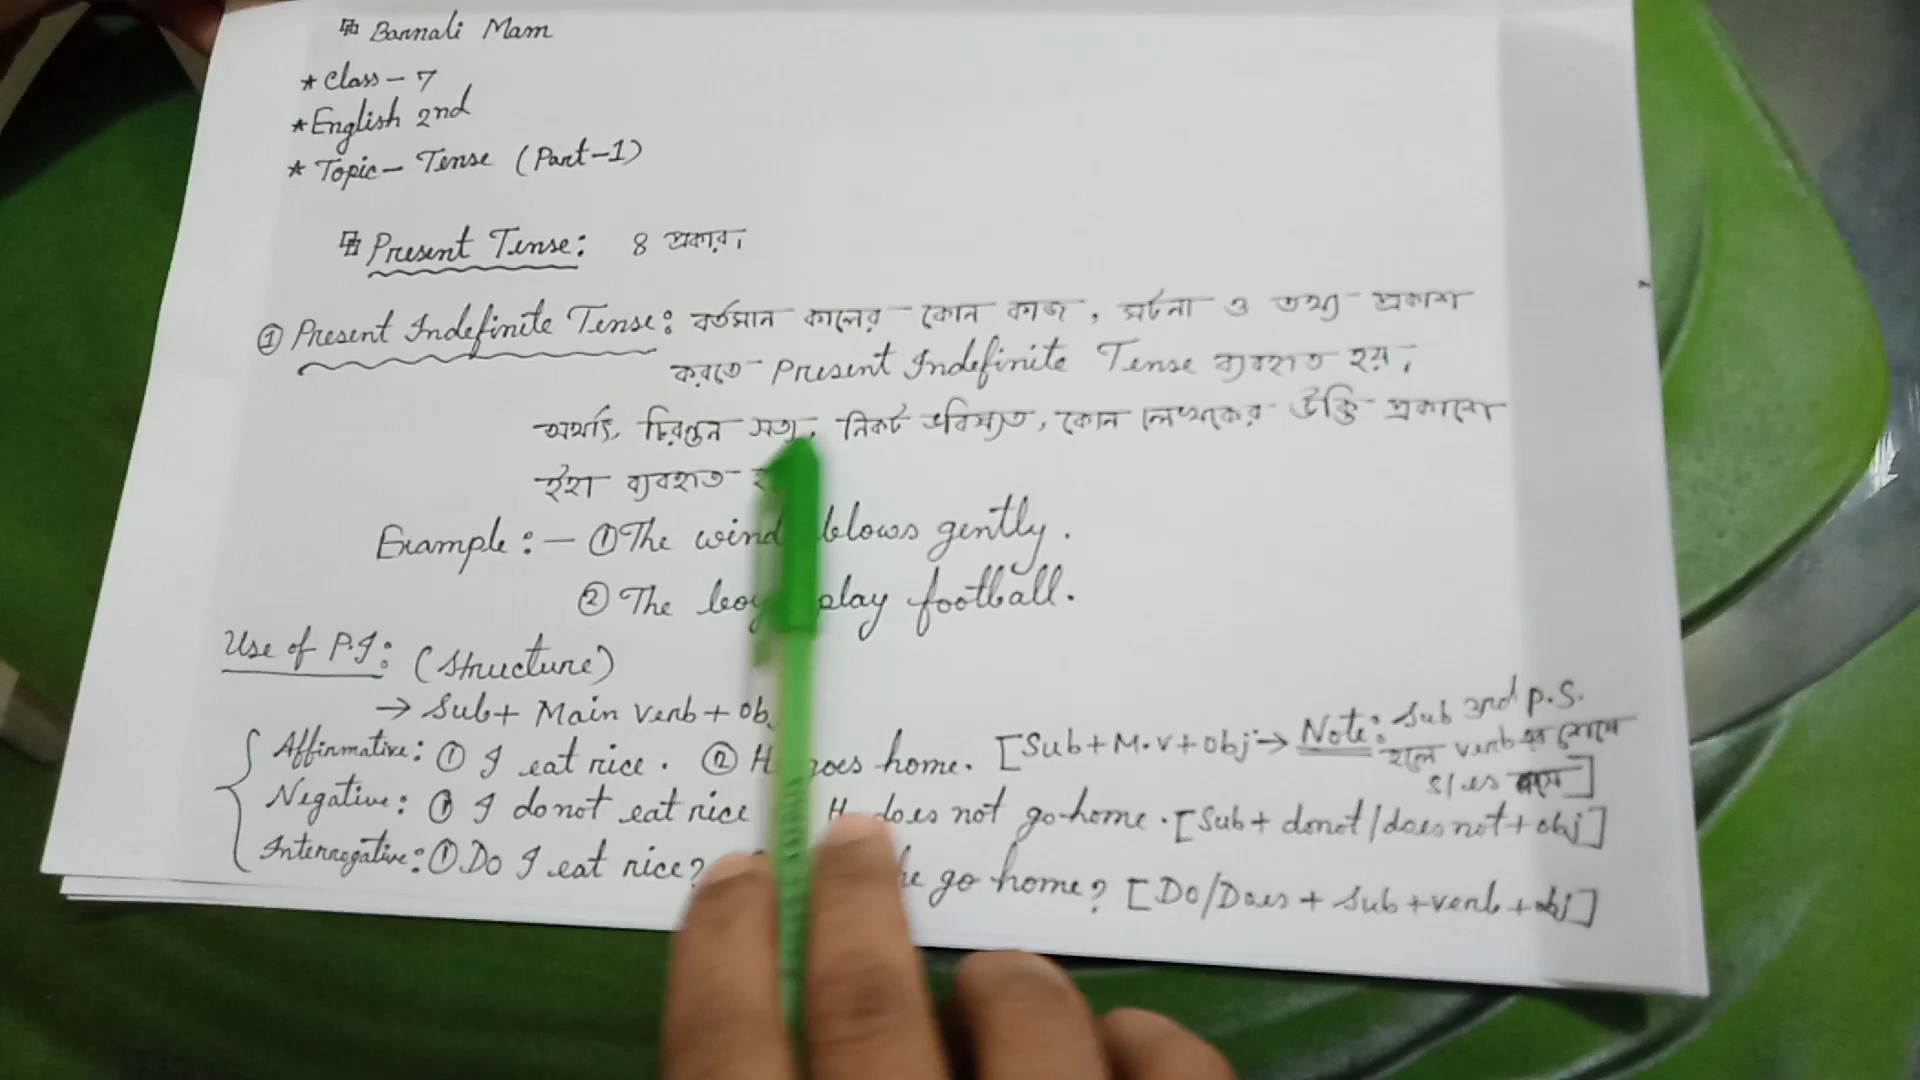 Barnali Mam
* Class - 7
* English 2nd
* Topic - Tense (Part-1)
Present Tense: ৪ প্রকার।
① Present Indefinite Tense: বর্তমান কালের কোন কাজ, ঘটনা ও তথ্য প্রকাশ
করতে Present Indefinite Tense ব্যবহৃত হয়।
অর্থাৎ, চিরন্তন সত্য, নিকট ভবিষ্যত, কোন লেখকের উক্তি প্রকাশে
ইহা ব্যবহৃত
Example :- ① The wind blows gently.
② The play football.
Use of P.I: (Structure)
→ Sub + Main verb + Ob
Affirmative: ① I eat rice. ② goes home. [Sub + M.v + Obj → Note: Sub 3rd P.S.
হলে verb এর শেষে
s/es বসে]
Negative: ① I do not eat rice He does not go home. [Sub + donot/does not + obj]
Interrogative: ① Do I eat rice? he go home? [Do/Does + Sub + verb + obj]